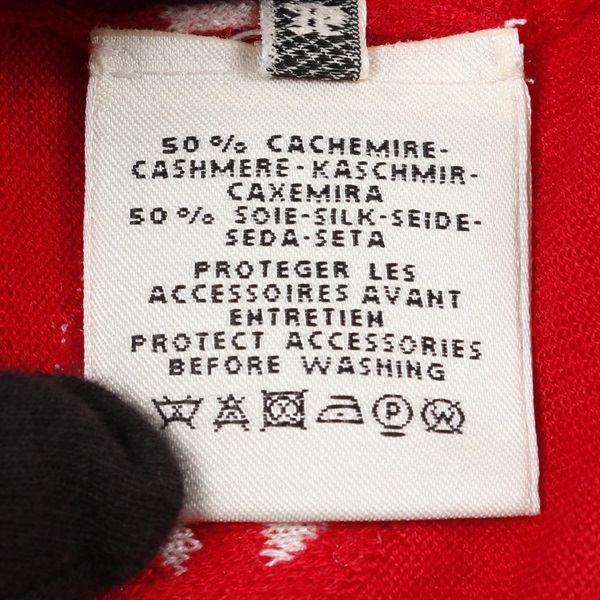 50 % CACHEMIRE-
CASHMERE-KASCHMIR-
CAXEMIRA
50 % SOIE-SILK-SEIDE-
SEDA-SETA
PROTEGER LES
ACCESSOIRES AVANT
ENTRETIEN
PROTECT ACCESSORIES
BEFORE WASHING
P W